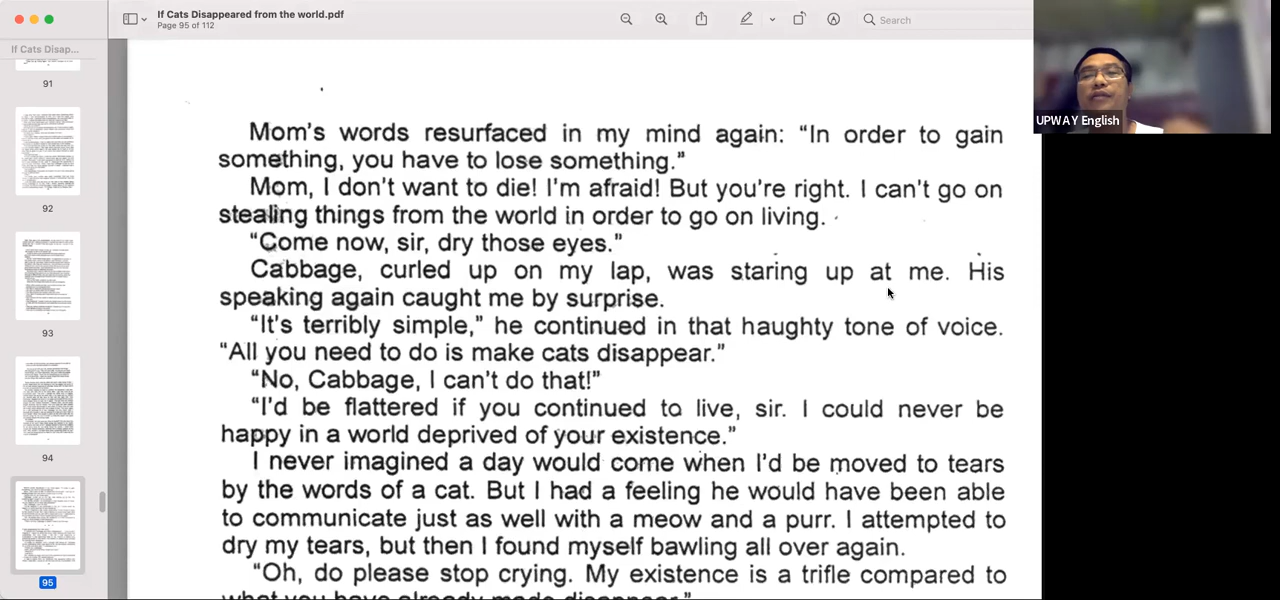 If Cats Disappeared from the world.pdf
Page 95 of 112
Search
If Cats Disap...
91
92
93
94
95
UPWAY English
Mom's words resurfaced in my mind again: “In order to gain
something, you have to lose something.”
Mom, I don't want to die! I'm afraid! But you're right. I can't go on
stealing things from the world in order to go on living.
“Come now, sir, dry those eyes.”
Cabbage, curled up on my lap, was staring up at me. His
speaking again caught me by surprise.
“It's terribly simple,” he continued in that haughty tone of voice.
“All you need to do is make cats disappear.”
“No, Cabbage, I can't do that!”
“I'd be flattered if you continued to live, sir. I could never be
happy in a world deprived of your existence.”
I never imagined a day would come when I'd be moved to tears
by the words of a cat. But I had a feeling he would have been able
to communicate just as well with a meow and a purr. I attempted to
dry my tears, but then I found myself bawling all over again.
“Oh, do please stop crying. My existence is a trifle compared to
what you have already made disappear.”